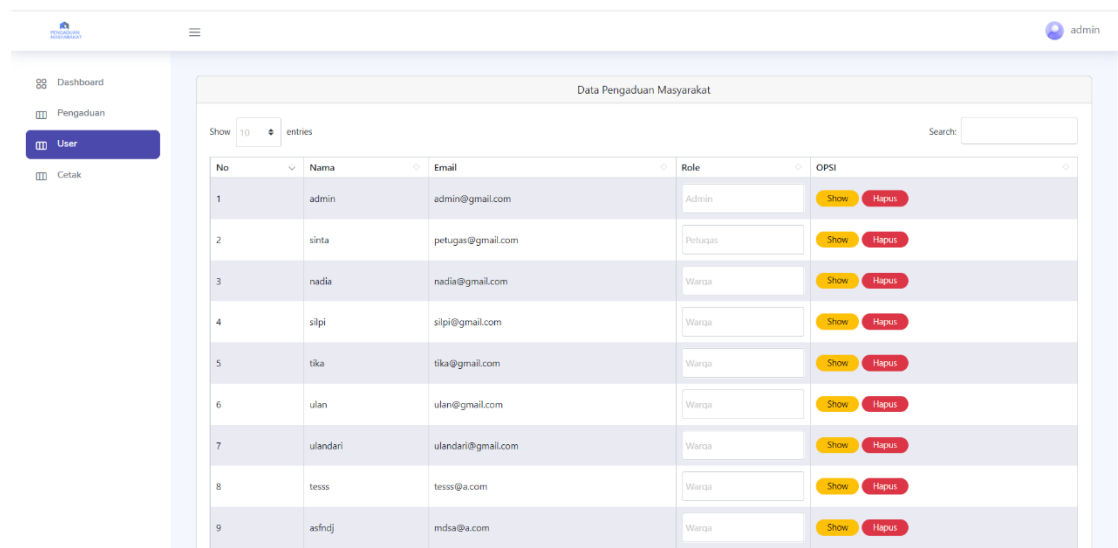 PENGADUAN
MASYARAKAT
admin
Dashboard
Pengaduan
User
Cetak
Data Pengaduan Masyarakat
Show 10 entries
Search:
No Nama Email Role OPSI
1 admin admin@gmail.com Admin Show Hapus
2 sinta petugas@gmail.com Petugas Show Hapus
3 nadia nadia@gmail.com Warga Show Hapus
4 silpi silpi@gmail.com Warga Show Hapus
5 tika tika@gmail.com Warga Show Hapus
6 ulan ulan@gmail.com Warga Show Hapus
7 ulandari ulandari@gmail.com Warga Show Hapus
8 tesss tesss@a.com Warga Show Hapus
9 asfndj mdsa@a.com Warga Show Hapus